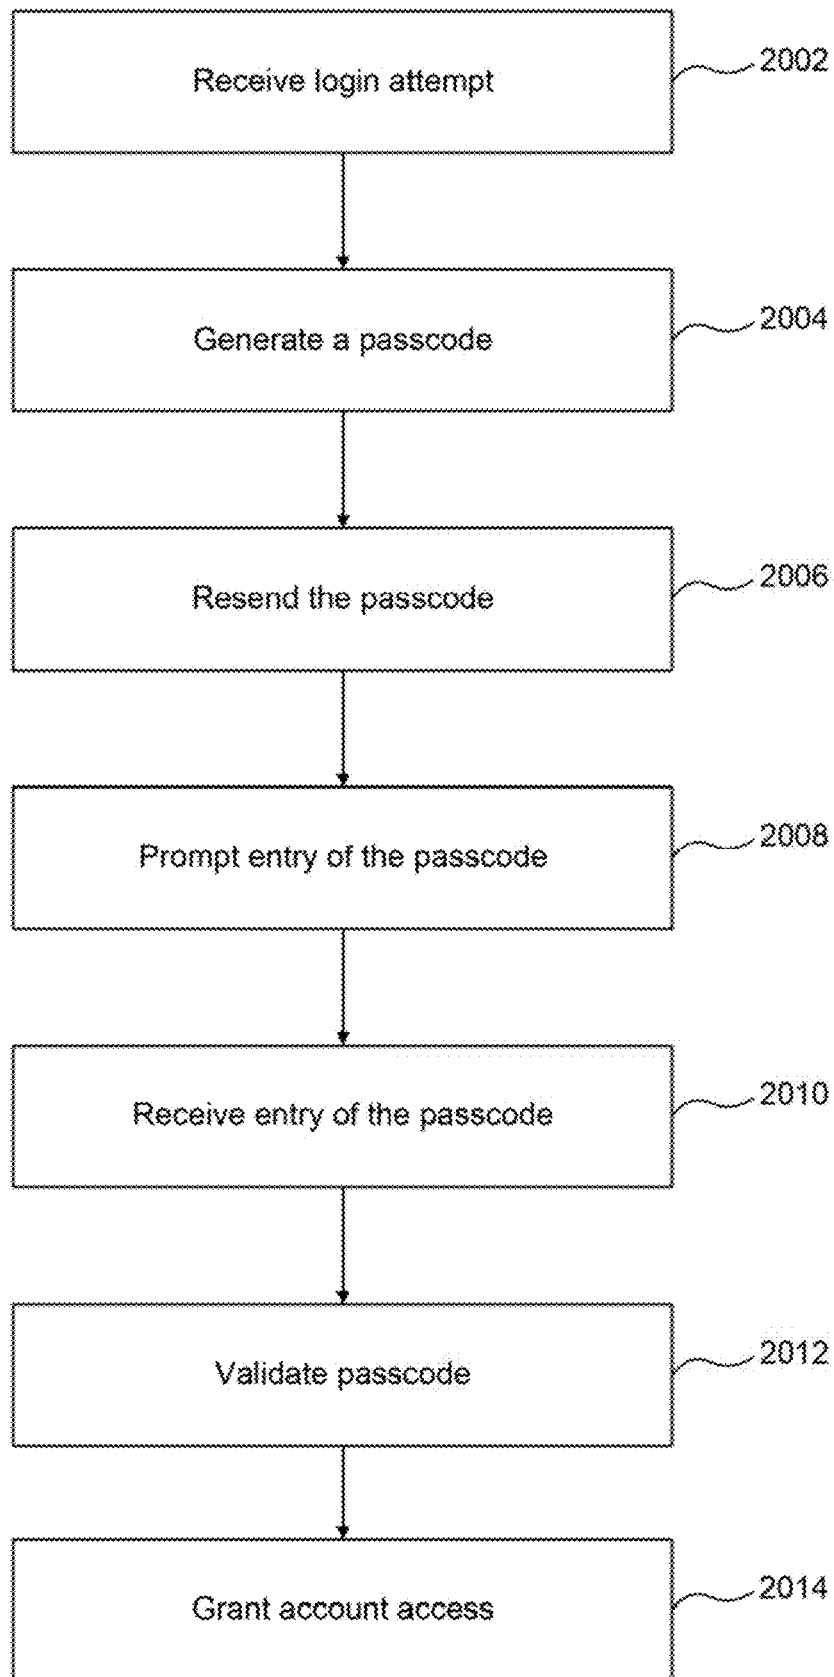 Receive login attempt
2002
Generate a passcode
2004
Resend the passcode
2006
Prompt entry of the passcode
2008
Receive entry of the passcode
2010
Validate passcode
2012
Grant account access
2014